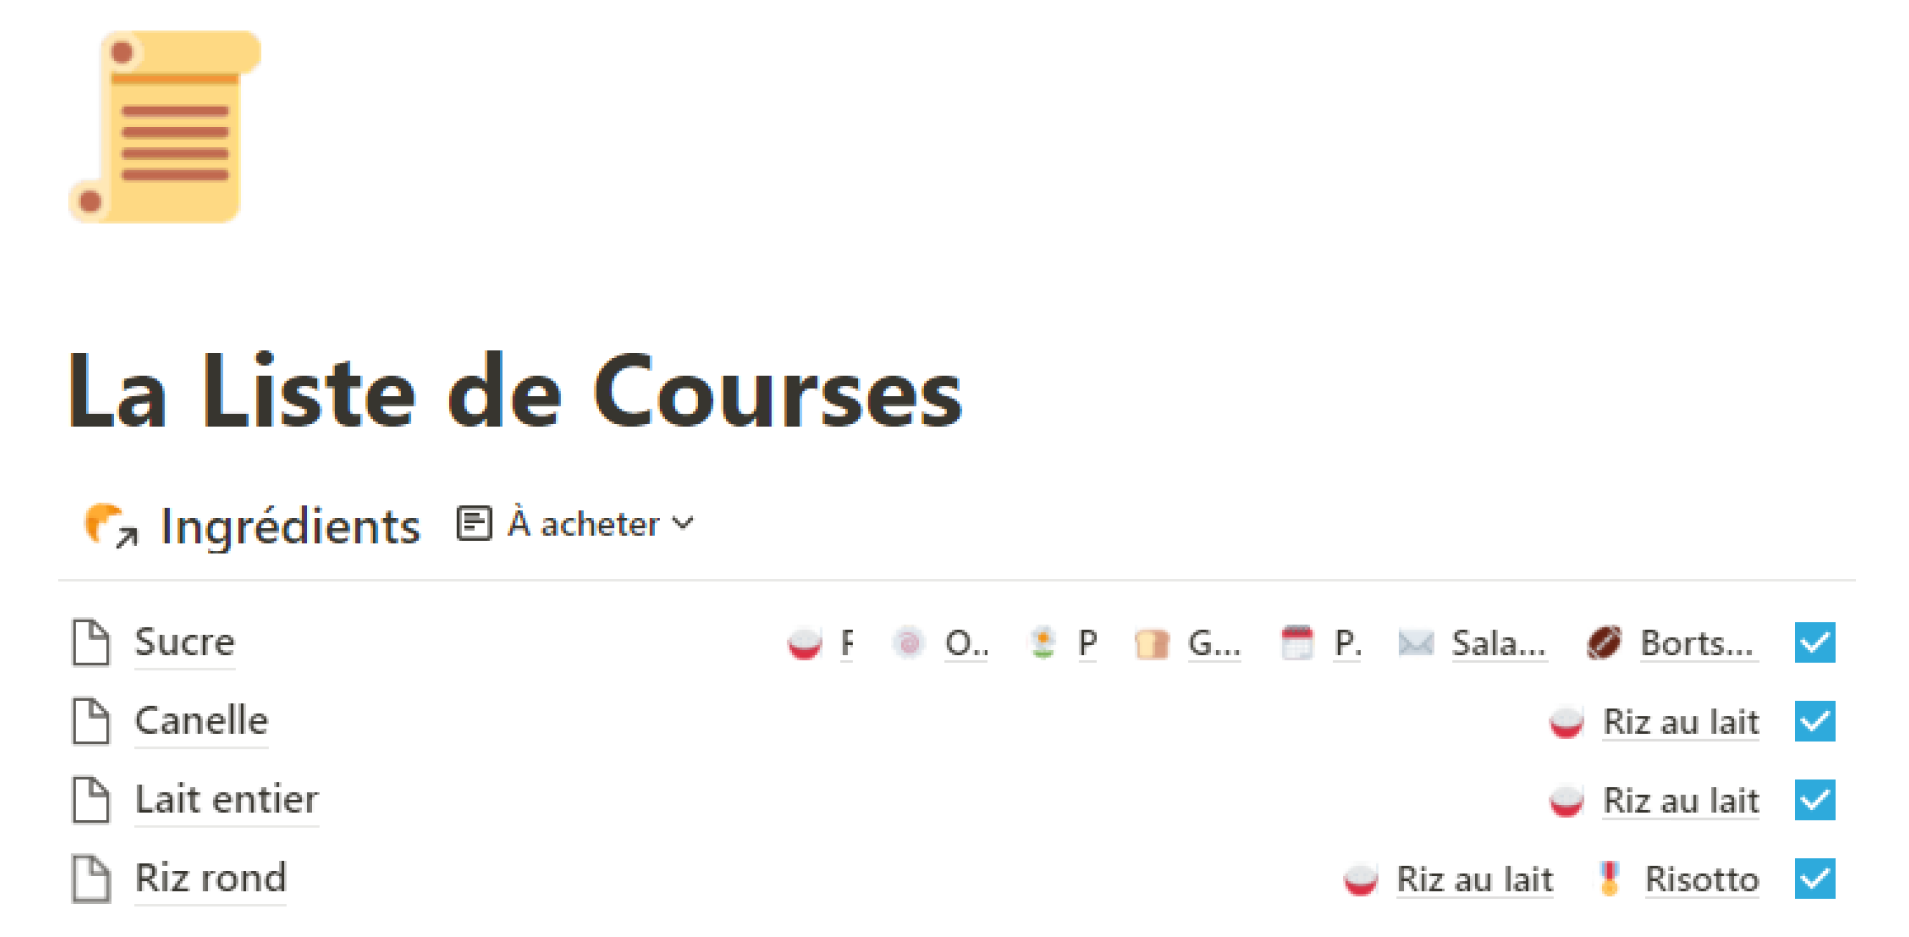 La Liste de Courses
Ingrédients À acheter
Sucre O.. P G... P. Sala... Borts...
Canelle Riz au lait
Lait entier Riz au lait
Riz rond Riz au lait Risotto